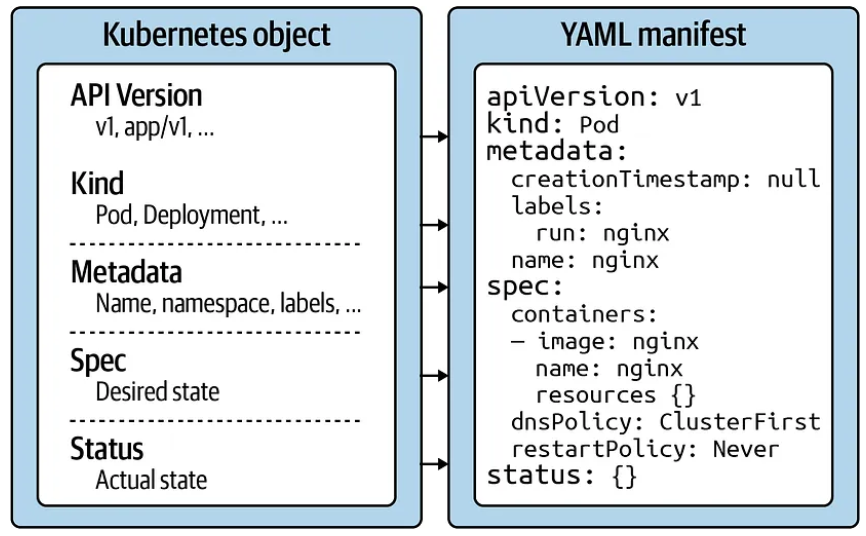 Kubernetes object
API Version
v1, app/v1, ...
Kind
Pod, Deployment, ...
Metadata
Name, namespace, labels, ...
Spec
Desired state
Status
Actual state
YAML manifest
apiVersion: v1
kind: Pod
metadata:
  creationTimestamp: null
  labels:
    run: nginx
  name: nginx
spec:
  containers:
  – image: nginx
    name: nginx
    resources {}
  dnsPolicy: ClusterFirst
  restartPolicy: Never
status: {}